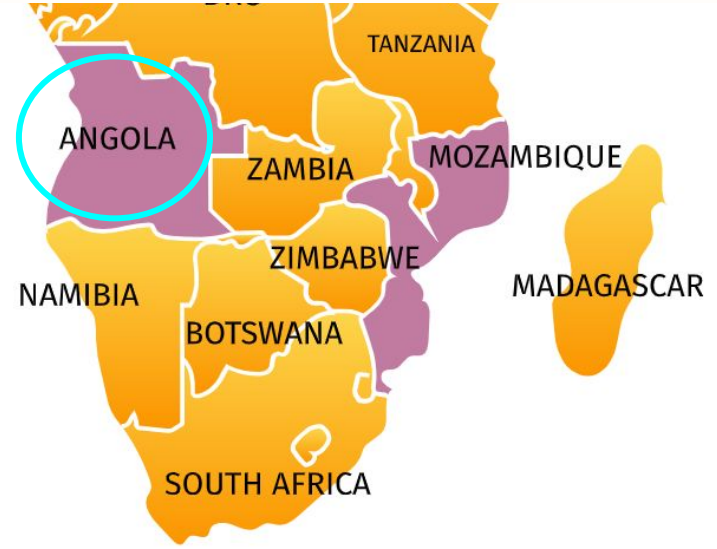 TANZANIA
ANGOLA
ZAMBIA
MOZAMBIQUE
ZIMBABWE
NAMIBIA
MADAGASCAR
BOTSWANA
SOUTH AFRICA